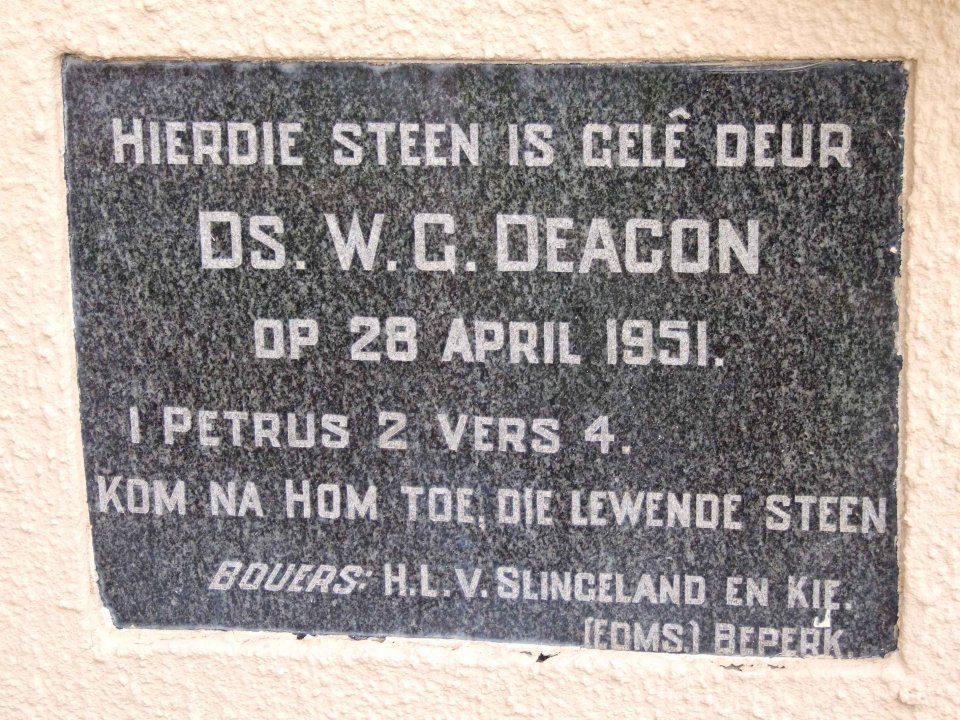 HIERDIE STEEN IS GELÊ DEUR
DS. W. G. DEACON
OP 28 APRIL 1951.
I PETRUS 2 VERS 4.
KOM NA HOM TOE, DIE LEWENDE STEEN
BOUERS: H.L.V. SLINGELAND EN KIE.
(EDMS.) BEPERK.